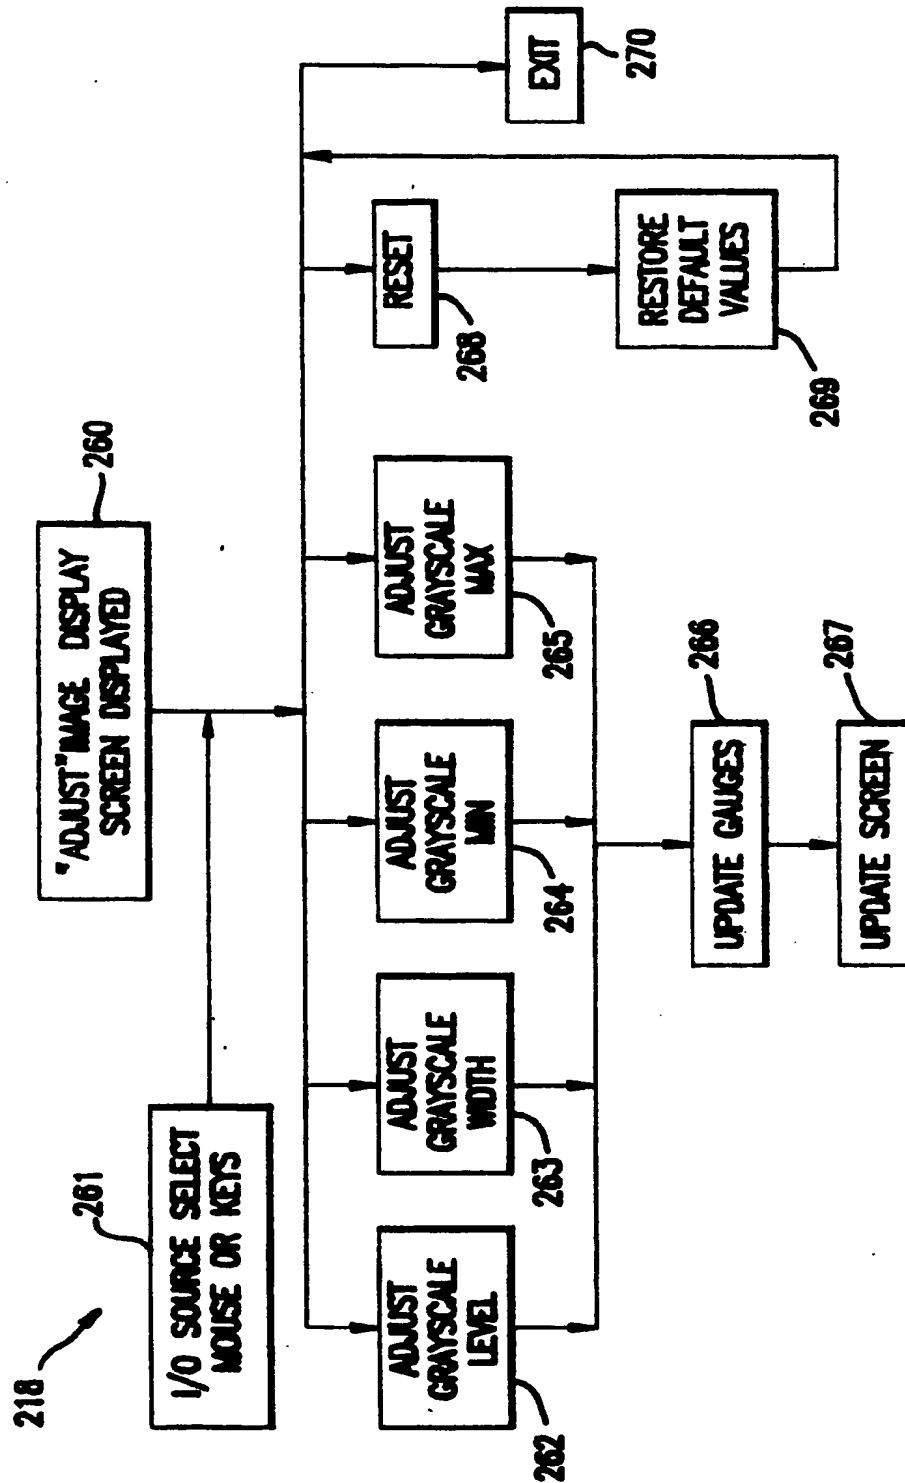 218
261
I/O SOURCE SELECT
MOUSE OR KEYS
260
"ADJUST"IMAGE DISPLAY
SCREEN DISPLAYED
ADJUST
GRAYSCALE
LEVEL
262
ADJUST
GRAYSCALE
WIDTH
263
ADJUST
GRAYSCALE
MIN
264
ADJUST
GRAYSCALE
MAX
265
RESET
268
EXIT
270
RESTORE
DEFAULT
VALUES
269
UPDATE GAUGES
266
UPDATE SCREEN
267